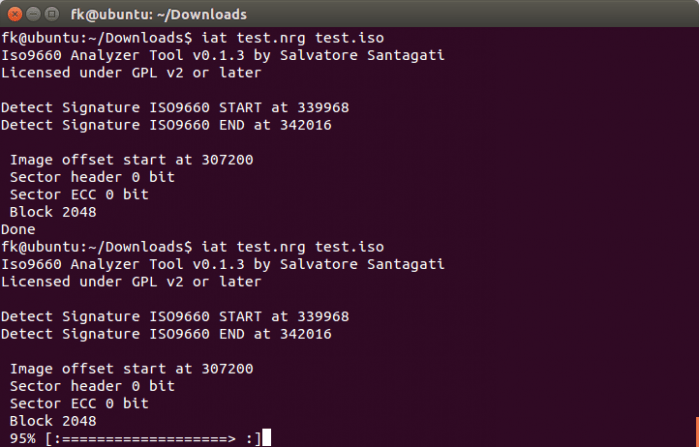 fk@ubuntu: ~/Downloads
fk@ubuntu:~/Downloads$ iat test.nrg test.iso
Iso9660 Analyzer Tool v0.1.3 by Salvatore Santagati
Licensed under GPL v2 or later
Detect Signature ISO9660 START at 339968
Detect Signature ISO9660 END at 342016
Image offset start at 307200
Sector header 0 bit
Sector ECC 0 bit
Block 2048
Done
fk@ubuntu:~/Downloads$ iat test.nrg test.iso
Iso9660 Analyzer Tool v0.1.3 by Salvatore Santagati
Licensed under GPL v2 or later
Detect Signature ISO9660 START at 339968
Detect Signature ISO9660 END at 342016
Image offset start at 307200
Sector header 0 bit
Sector ECC 0 bit
Block 2048
95% [:===================> :]